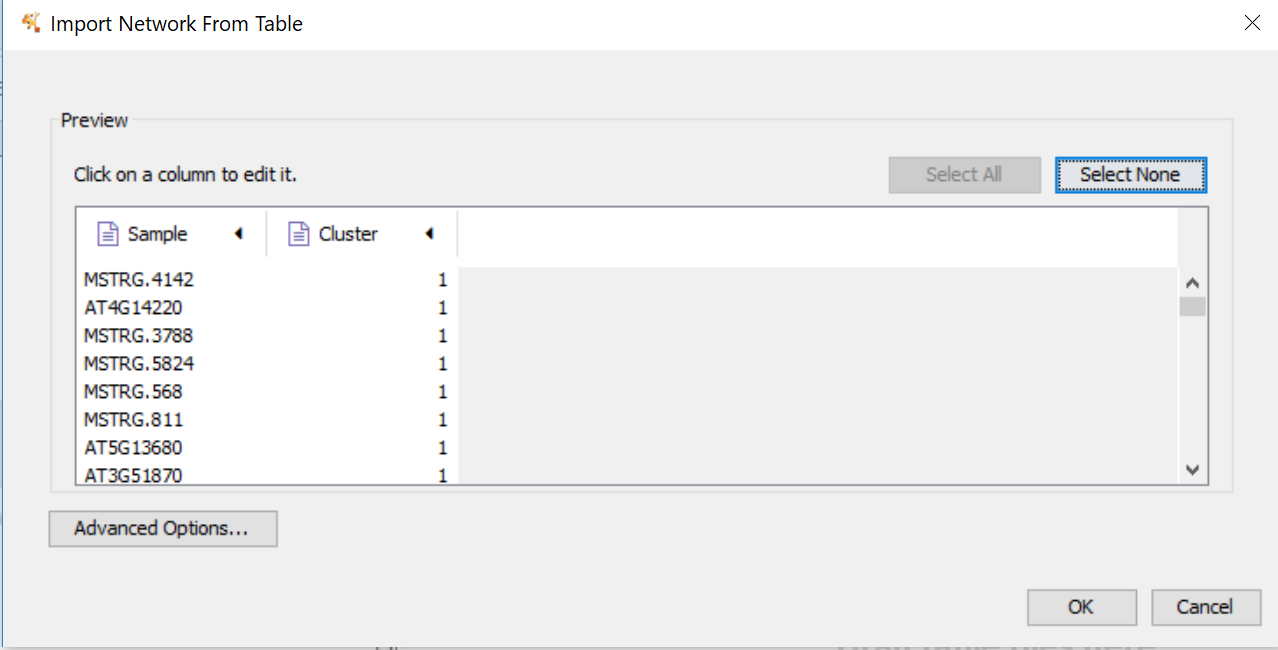 Import Network From Table
Preview
Click on a column to edit it.
Select All
Select None
Sample
Cluster
MSTRG.4142 1
AT4G14220 1
MSTRG.3788 1
MSTRG.5824 1
MSTRG.568 1
MSTRG.811 1
AT5G13680 1
AT3G51870 1
Advanced Options...
OK
Cancel